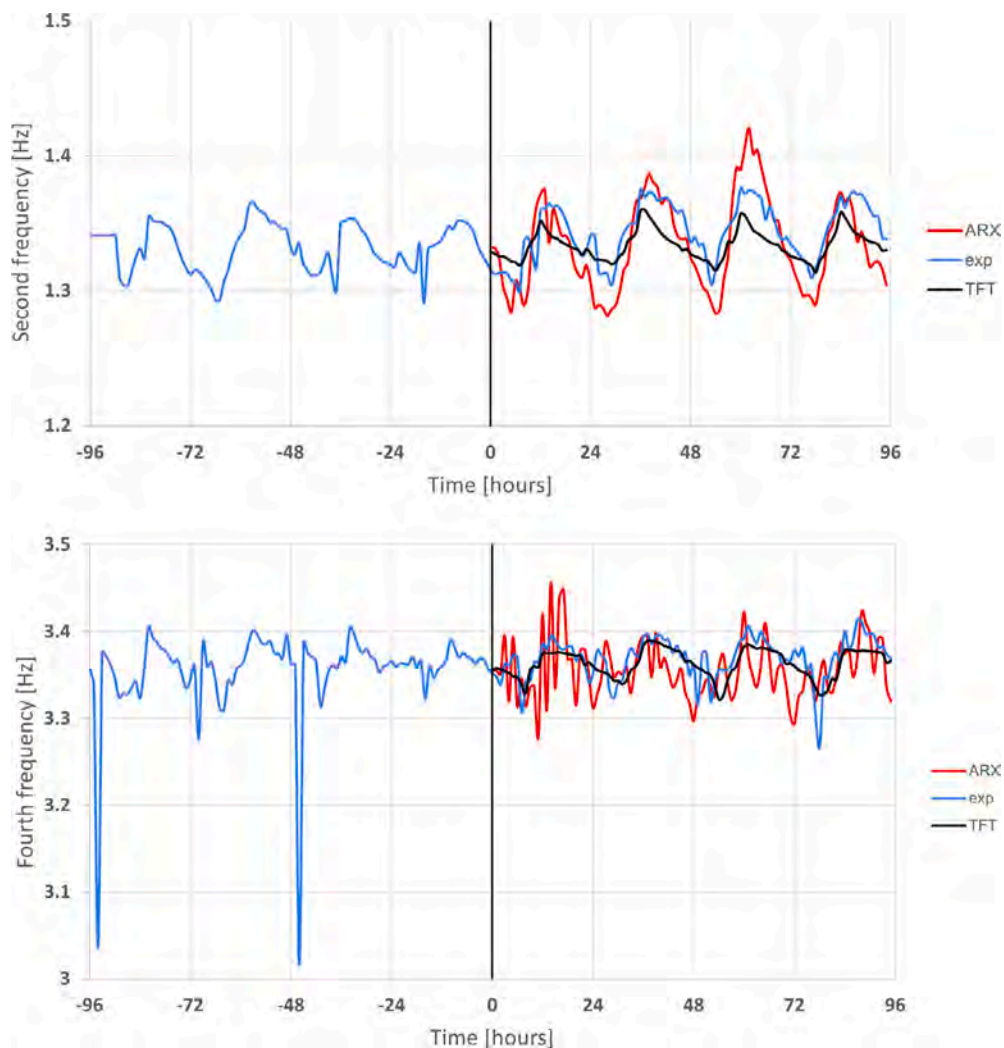 Second frequency [Hz]
1.5
1.4
1.3
1.2
-96 -72 -48 -24 0 24 48 72 96
Time [hours]
ARX
exp
TFT
Fourth frequency [Hz]
3.5
3.4
3.3
3.2
3.1
3
-96 -72 -48 -24 0 24 48 72 96
Time [hours]
ARX
exp
TFT